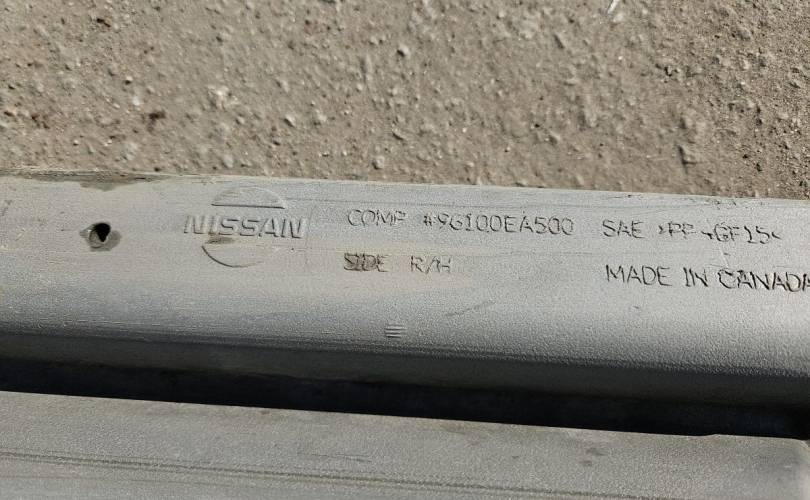 NISSAN COMP #96100EA500 SAE >PP+GF15<
SIDE R/H
MADE IN CANADA